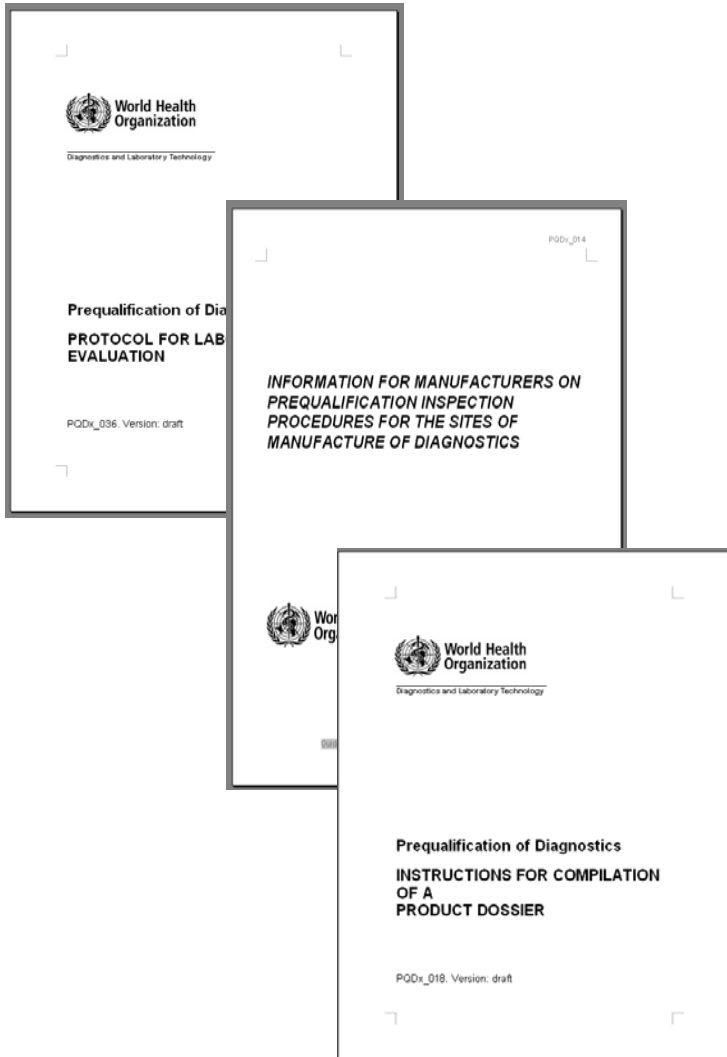 World Health
Organization
Diagnostics and Laboratory Technology
Prequalification of Dia
PROTOCOL FOR LAB
EVALUATION
PQDx_036. Version: draft
PQDx_014
INFORMATION FOR MANUFACTURERS ON
PREQUALIFICATION INSPECTION
PROCEDURES FOR THE SITES OF
MANUFACTURE OF DIAGNOSTICS
Wor
Orga
World Health
Organization
Diagnostics and Laboratory Technology
Prequalification of Diagnostics
INSTRUCTIONS FOR COMPILATION
OF A
PRODUCT DOSSIER
PQDx_018. Version: draft